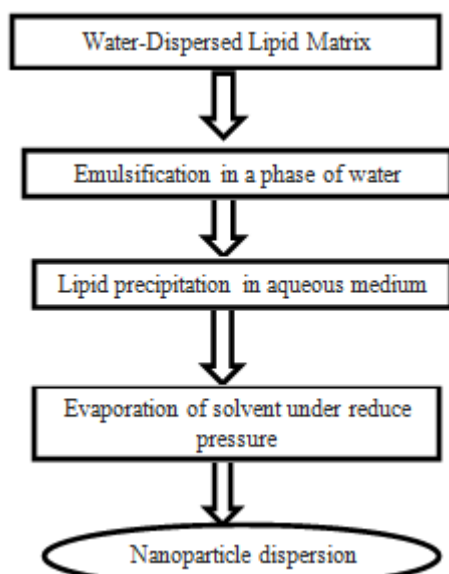 Water-Dispersed Lipid Matrix
Emulsification in a phase of water
Lipid precipitation in aqueous medium
Evaporation of solvent under reduce
pressure
Nanoparticle dispersion